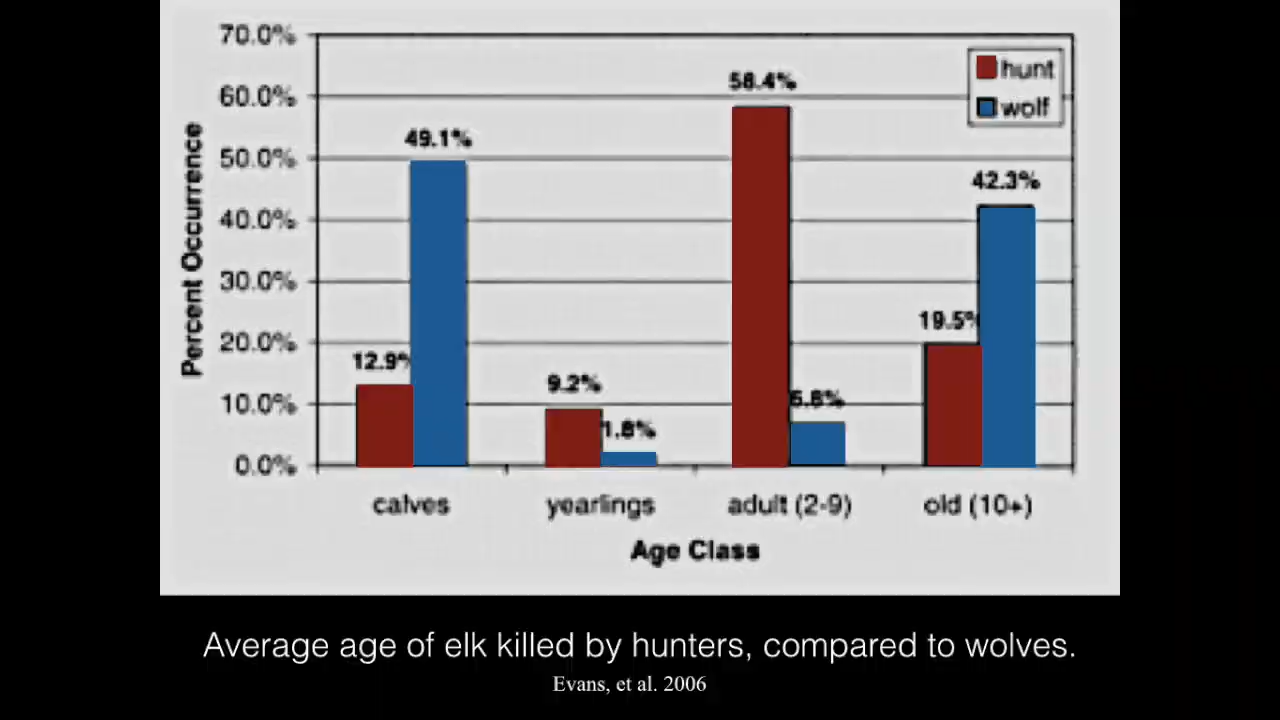 70.0%
60.0%
50.0%
40.0%
30.0%
20.0%
10.0%
0.0%
Percent Occurrence
hunt
wolf
12.9%
49.1%
9.2%
1.8%
58.4%
6.8%
19.5%
42.3%
calves
yearlings
adult (2-9)
old (10+)
Age Class
Average age of elk killed by hunters, compared to wolves.
Evans, et al. 2006